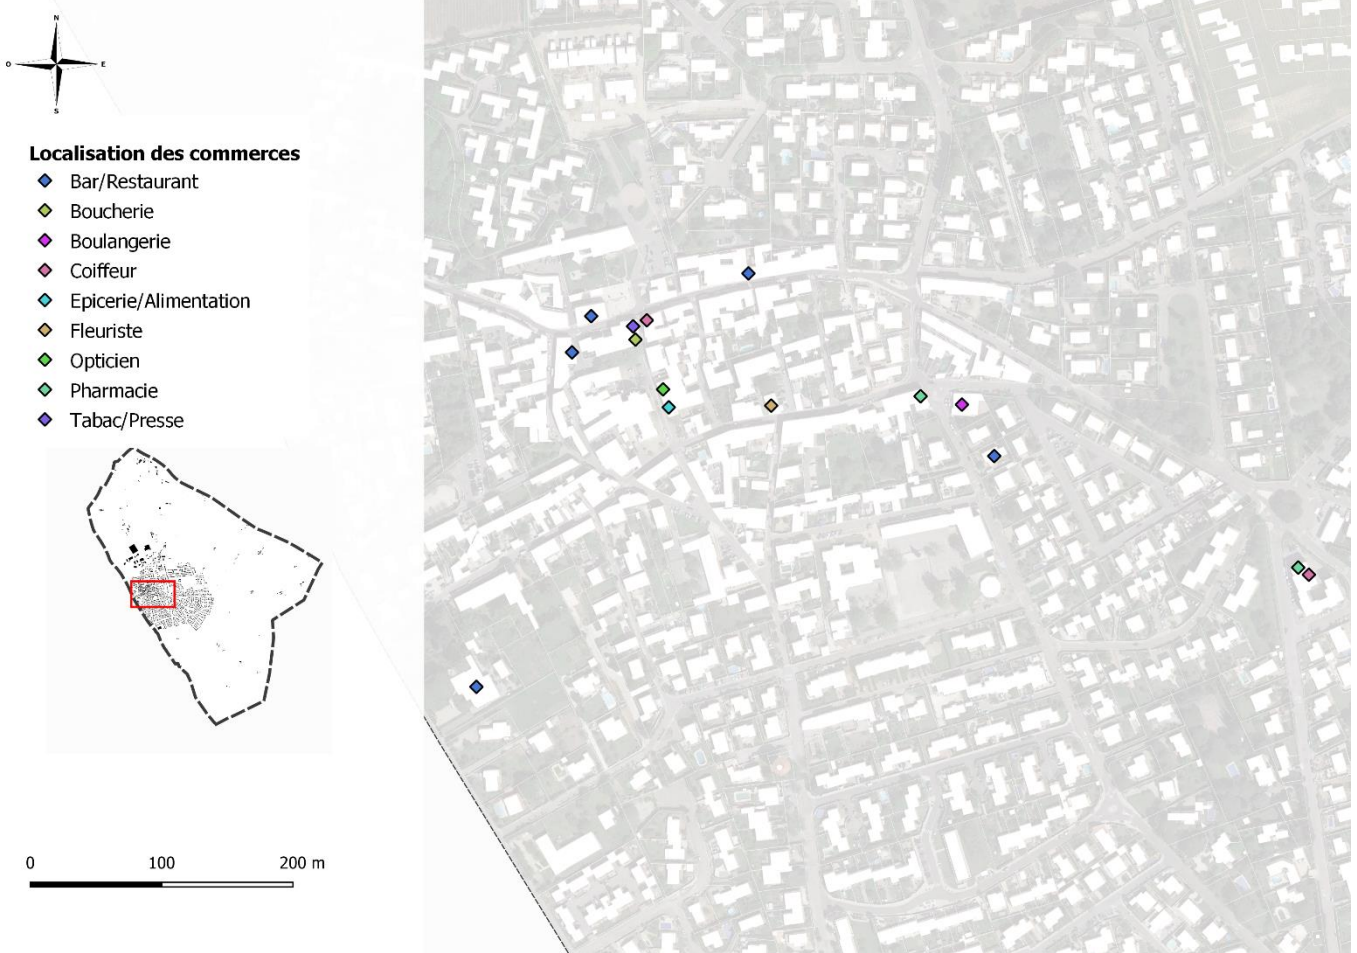 N
O
E
S
Localisation des commerces
Bar/Restaurant
Boucherie
Boulangerie
Coiffeur
Epicerie/Alimentation
Fleuriste
Opticien
Pharmacie
Tabac/Presse
0 100 200 m